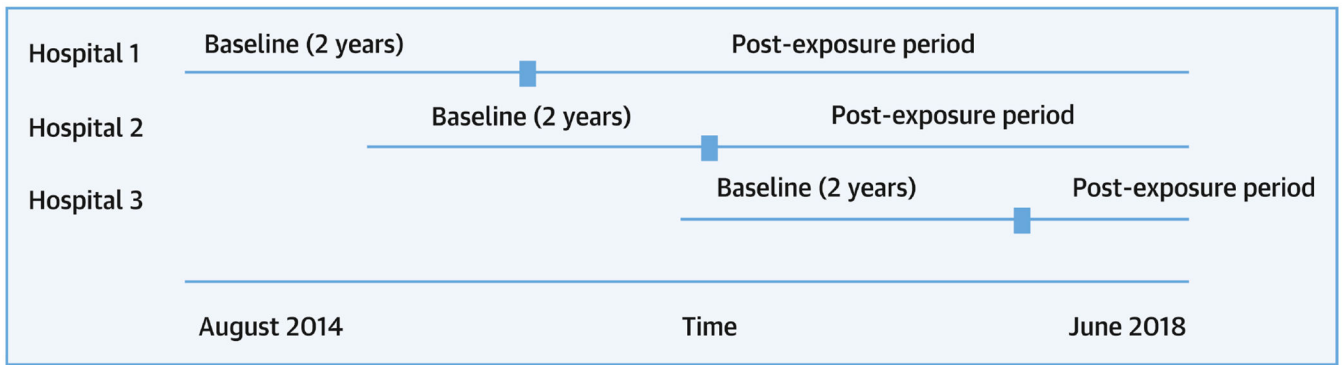 Hospital 1
Baseline (2 years)
Post-exposure period
Hospital 2
Baseline (2 years)
Post-exposure period
Hospital 3
Baseline (2 years)
Post-exposure period
August 2014
Time
June 2018